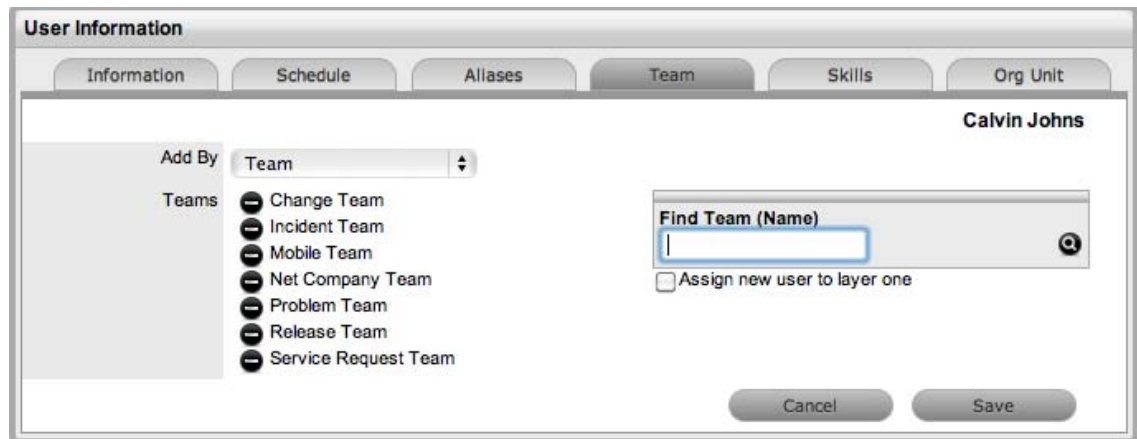 User Information
Information Schedule Aliases Team Skills Org Unit
Calvin Johns
Add By Team
Teams
Change Team
Incident Team
Mobile Team
Net Company Team
Problem Team
Release Team
Service Request Team
Find Team (Name)
Assign new user to layer one
Cancel Save